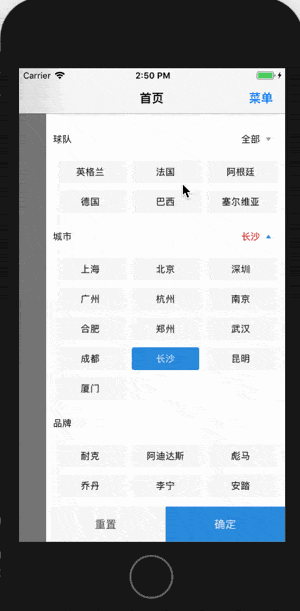 Carrier 2:50 PM
首页 菜单
球队 全部
英格兰 法国 阿根廷
德国 巴西 塞尔维亚
城市 长沙
上海 北京 深圳
广州 杭州 南京
合肥 郑州 武汉
成都 长沙 昆明
厦门
品牌
耐克 阿迪达斯 彪马
乔丹 李宁 安踏
重置 确定